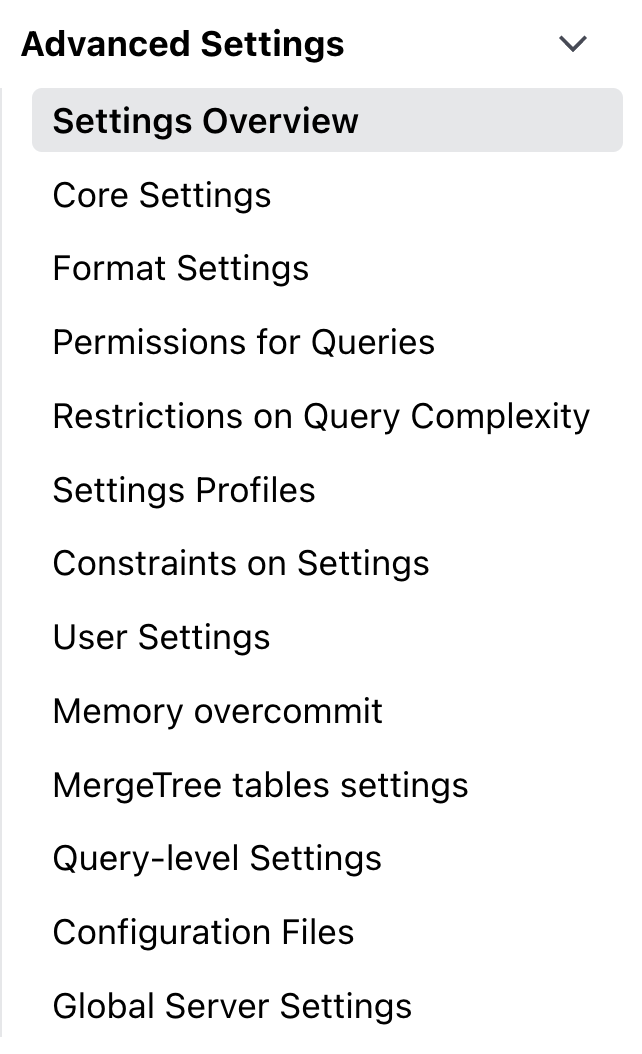 Advanced Settings
Settings Overview
Core Settings
Format Settings
Permissions for Queries
Restrictions on Query Complexity
Settings Profiles
Constraints on Settings
User Settings
Memory overcommit
MergeTree tables settings
Query-level Settings
Configuration Files
Global Server Settings